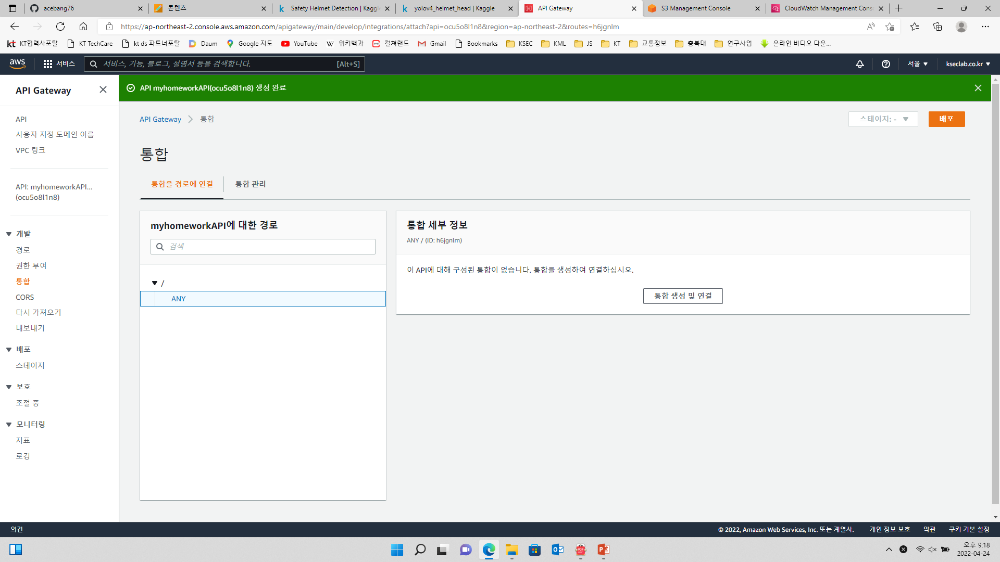 acebang76
콘텐츠
Safety Helmet Detection | Kaggle
yolov4_helmet_head | Kaggle
API Gateway
S3 Management Console
CloudWatch Management Cons
https://ap-northeast-2.console.aws.amazon.com/apigateway/main/develop/integrations/attach?api=ocu5o8l1n8&region=ap-northeast-2&routes=h6jgnlm
kt KT협력사포탈
KT TechCare
kt ds 파트너포탈
Daum
Google 지도
YouTube
W 위키백과
컬쳐랜드
Gmail
Bookmarks
KSEC
KML
JS
KT
교통정보
충북대
연구사업
온라인 비디오 다운...
aws
서비스
서비스, 기능, 블로그, 설명서 등을 검색합니다.
[Alt+S]
서울
kseclab.co.kr
API Gateway
API
사용자 지정 도메인 이름
VPC 링크
API: myhomeworkAPI...
(ocu5o8l1n8)
개발
경로
권한 부여
통합
CORS
다시 가져오기
내보내기
배포
스테이지
보호
조절 중
모니터링
지표
로깅
API myhomeworkAPI(ocu5o8l1n8) 생성 완료
API Gateway
통합
스테이지: -
배포
통합
통합을 경로에 연결
통합 관리
myhomeworkAPI에 대한 경로
검색
/
ANY
통합 세부 정보
ANY / (ID: h6jgnlm)
이 API에 대해 구성된 통합이 없습니다. 통합을 생성하여 연결하십시오.
통합 생성 및 연결
의견
© 2022, Amazon Web Services, Inc. 또는 계열사.
개인 정보 보호
약관
쿠키 기본 설정
오후 9:18
2022-04-24